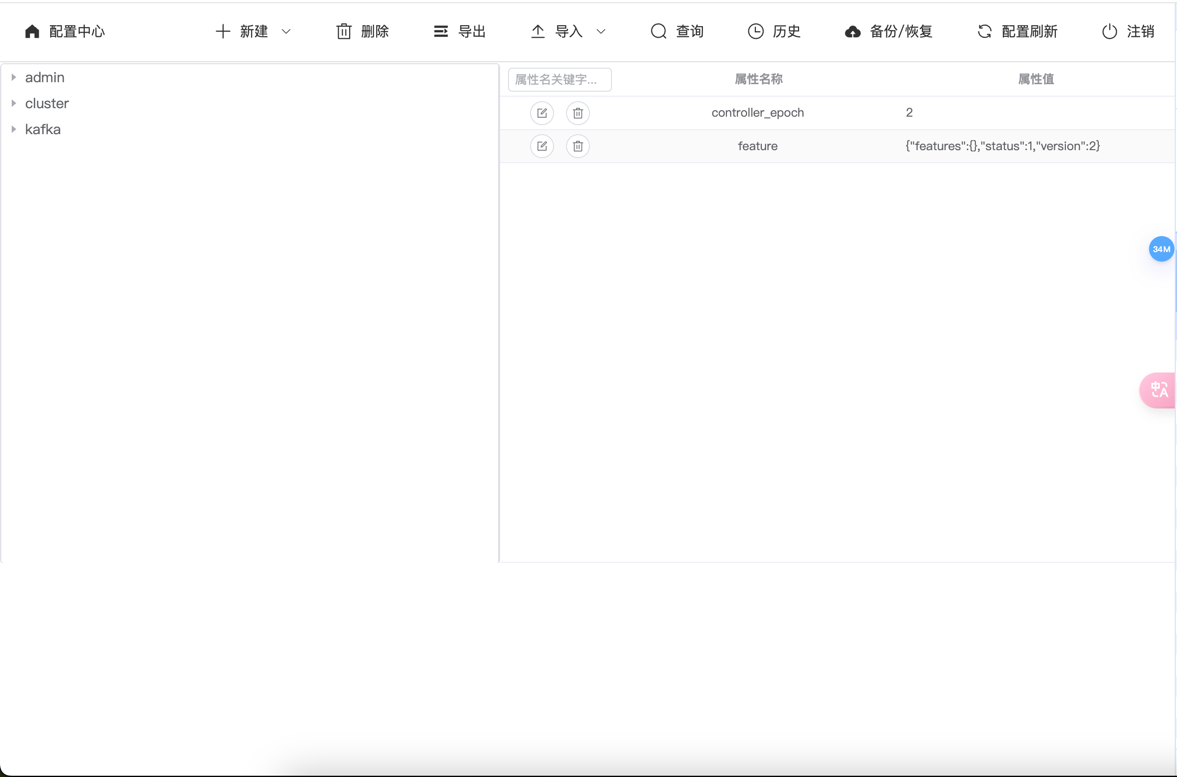 配置中心 新建 删除 导出 导入 查询 历史 备份/恢复 配置刷新 注销
admin
cluster
kafka
属性名关键字... 属性名称 属性值
controller_epoch 2
feature {"features":{},"status":1,"version":2}
34M
中 A